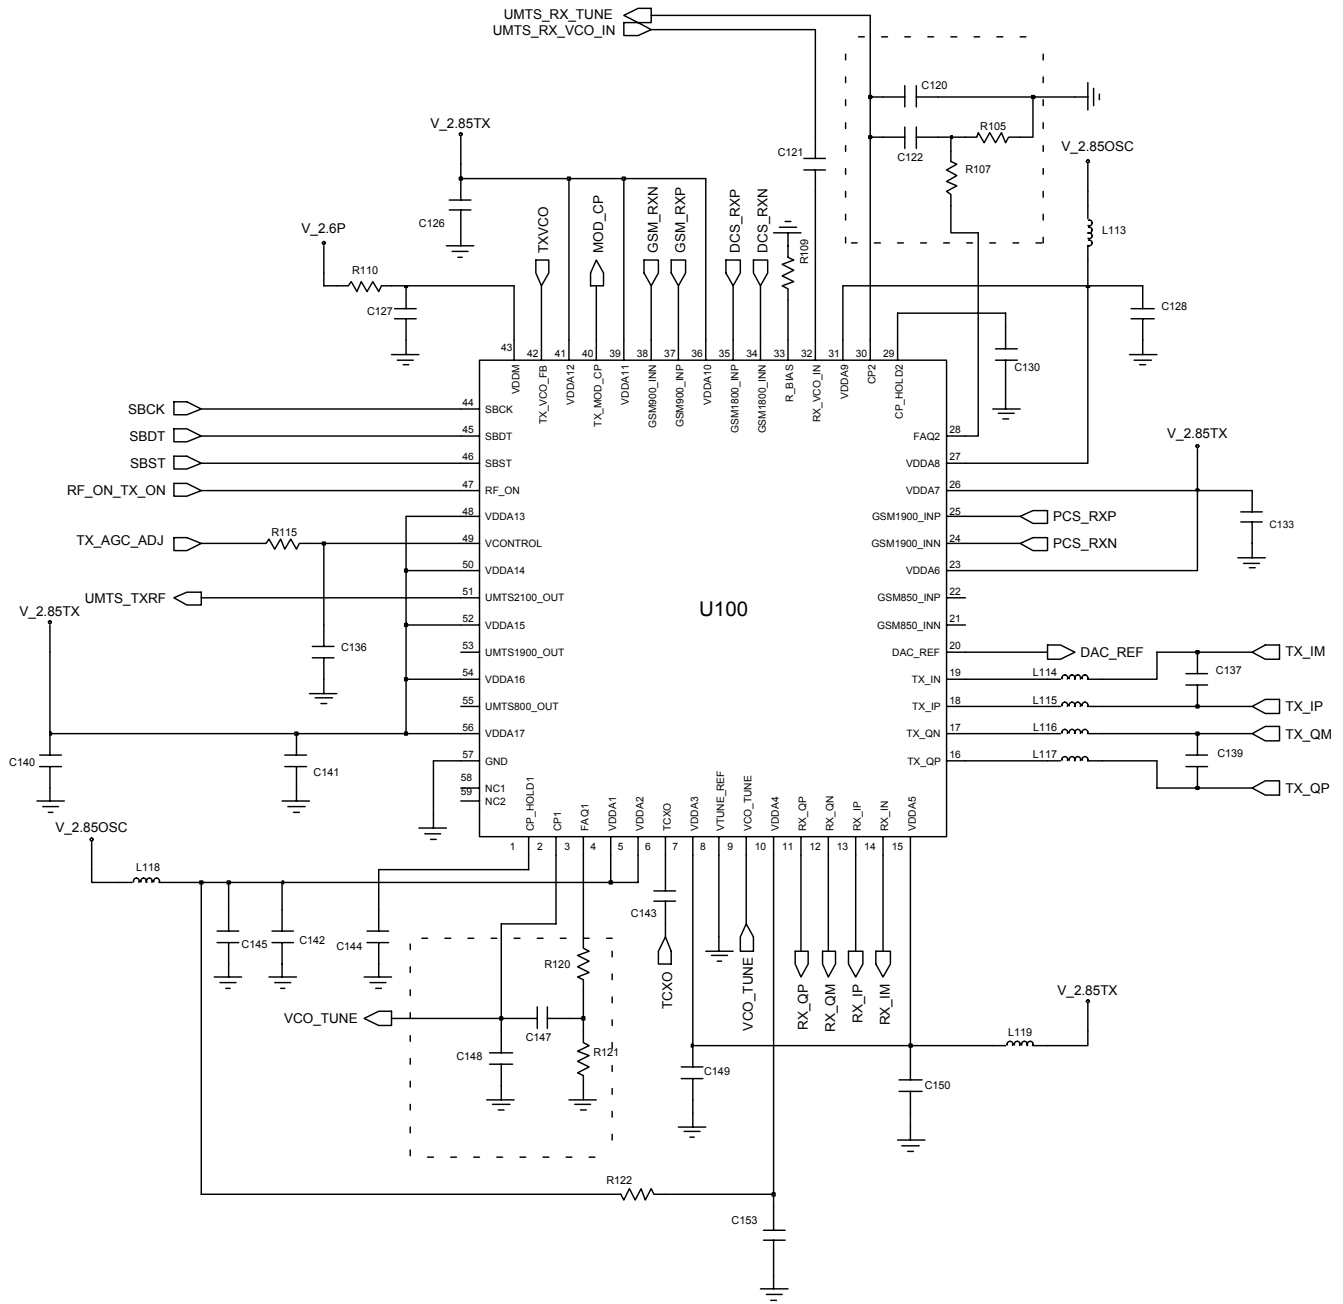 UMTS_RX_TUNE
UMTS_RX_VCO_IN
C120
V_2.85TX
R105
C121
C122
V_2.85OSC
R107
C126
TXVCO
MOD_CP
GSM_RXN
GSM_RXP
DCS_RXP
DCS_RXN
R109
L113
V_2.6P
R110
C127
C128
C130
43 42 41 40 39 38 37 36 35 34 33 32 31 30 29
VDDM
TX_VCO_FB
VDDA12
TX_MOD_CP
VDDA11
GSM900_INN
GSM900_INP
VDDA10
GSM1800_INP
GSM1800_INN
R_BIAS
RX_VCO_IN
VDDA9
CP2
CP_HOLD2
SBCK 44 SBCK
SBDT 45 SBDT
SBST 46 SBST
RF_ON_TX_ON 47 RF_ON
48 VDDA13
TX_AGC_ADJ R115 49 VCONTROL
50 VDDA14
UMTS_TXRF 51 UMTS2100_OUT
V_2.85TX
52 VDDA15
C136
53 UMTS1900_OUT
54 VDDA16
55 UMTS800_OUT
56 VDDA17
C140
C141
57 GND
58 NC1
59 NC2
U100
FAQ2 28
VDDA8 27
V_2.85TX
VDDA7 26
GSM1900_INP 25 PCS_RXP
C133
GSM1900_INN 24 PCS_RXN
VDDA6 23
GSM850_INP 22
GSM850_INN 21
DAC_REF 20 DAC_REF
TX_IM
TX_IN 19 L114
C137
TX_IP 18 L115 TX_IP
TX_QN 17 L116 TX_QM
C139
TX_QP 16 L117
TX_QP
CP_HOLD1
CP1
FAQ1
VDDA1
VDDA2
TCXO
VDDA3
VTUNE_REF
VCO_TUNE
VDDA4
RX_QP
RX_QN
RX_IP
RX_IN
VDDA5
1 2 3 4 5 6 7 8 9 10 11 12 13 14 15
V_2.85OSC
L118
C145
C142
C144
C143
TCXO
VCO_TUNE
RX_QP
RX_QM
RX_IP
RX_IM
R120
VCO_TUNE
C147
C148
R121
V_2.85TX
L119
C149
C150
R122
C153